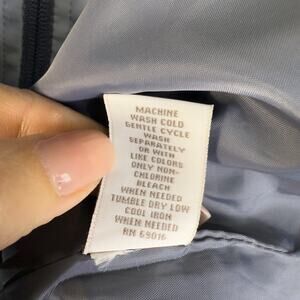 MACHINE
WASH COLD
GENTLE CYCLE
WASH
SEPARATELY
OR WITH
LIKE COLORS
ONLY NON-
CHLORINE
BLEACH
WHEN NEEDED
TUMBLE DRY LOW
COOL IRON
WHEN NEEDED
RN 69016